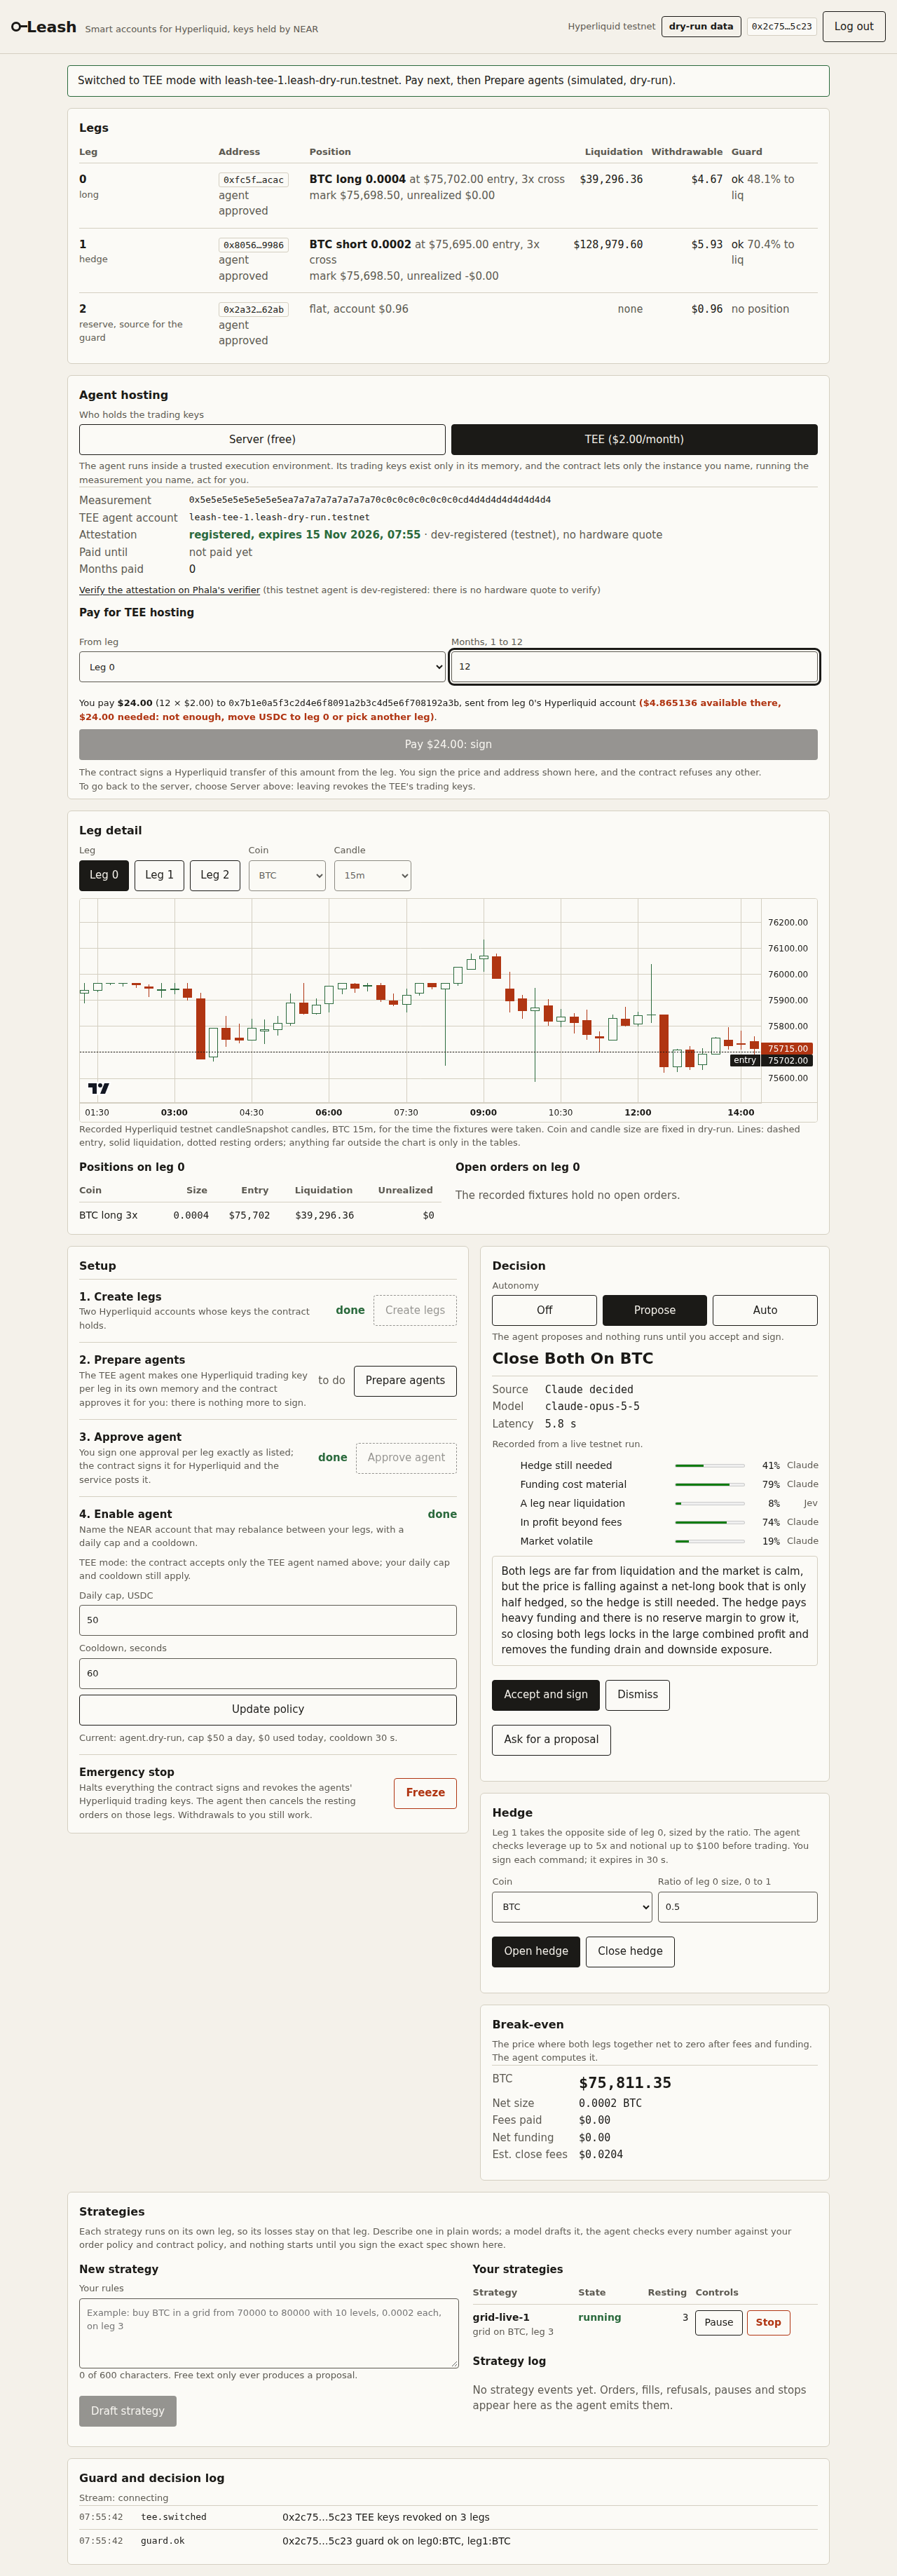 Leash Smart accounts for Hyperliquid, keys held by NEAR Hyperliquid testnet dry-run data 0x2c75…5c23 Log out
Switched to TEE mode with leash-tee-1.leash-dry-run.testnet. Pay next, then Prepare agents (simulated, dry-run).
Legs
Leg Address Position Liquidation Withdrawable Guard
0 0xfc5f…acac BTC long 0.0004 at $75,702.00 entry, 3x cross $39,296.36 $4.67 ok 48.1% to
long agent mark $75,698.50, unrealized $0.00 liq
approved
1 0x8056…9986 BTC short 0.0002 at $75,695.00 entry, 3x $128,979.60 $5.93 ok 70.4% to
hedge agent cross liq
approved mark $75,698.50, unrealized -$0.00
2 0x2a32…62ab flat, account $0.96 none $0.96 no position
reserve, source for the agent
guard approved
Agent hosting
Who holds the trading keys
Server (free) TEE ($2.00/month)
The agent runs inside a trusted execution environment. Its trading keys exist only in its memory, and the contract lets only the instance you name, running the
measurement you name, act for you.
TEE agent account leash-tee-1.leash-dry-run.testnet
Attestation registered, expires 15 Nov 2026, 07:55 · dev-registered (testnet), no hardware quote
Paid until not paid yet
Months paid 0
Verify the attestation on Phala's verifier (this testnet agent is dev-registered: there is no hardware quote to verify)
Pay for TEE hosting
From leg Months, 1 to 12
Leg 0 12
You pay $24.00 (12 × $2.00) to 0x7b1e0a5f3c2d4e6f8091a2b3c4d5e6f708192a3b, sent from leg 0's Hyperliquid account ($4.865136 available there,
$24.00 needed: not enough, move USDC to leg 0 or pick another leg).
Pay $24.00: sign
The contract signs a Hyperliquid transfer of this amount from the leg. You sign the price and address shown here, and the contract refuses any other.
To go back to the server, choose Server above: leaving revokes the TEE's trading keys.
Leg detail
Leg Coin Candle
Leg 0 Leg 1 Leg 2 BTC 15m
76200.00
76100.00
76000.00
75900.00
75800.00
75715.00
entry 75702.00
75600.00
01:30 03:00 04:30 06:00 07:30 09:00 10:30 12:00 14:00
Recorded Hyperliquid testnet candleSnapshot candles, BTC 15m, for the time the fixtures were taken. Coin and candle size are fixed in dry-run. Lines: dashed
entry, solid liquidation, dotted resting orders; anything far outside the chart is only in the tables.
Positions on leg 0
Coin Size Entry Liquidation Unrealized
BTC long 3x 0.0004 $75,702 $39,296.36 $0
Open orders on leg 0
The recorded fixtures hold no open orders.
Setup
1. Create legs
Two Hyperliquid accounts whose keys the contract
holds.
done Create legs
2. Prepare agents
The TEE agent makes one Hyperliquid trading key
per leg in its own memory and the contract
approves it for you: there is nothing more to sign.
to do Prepare agents
3. Approve agent
You sign one approval per leg exactly as listed;
the contract signs it for Hyperliquid and the
service posts it.
done Approve agent
4. Enable agent done
Name the NEAR account that may rebalance between your legs, with a
daily cap and a cooldown.
TEE mode: the contract accepts only the TEE agent named above; your daily cap
and cooldown still apply.
Daily cap, USDC
50
Cooldown, seconds
60
Update policy
Current: agent.dry-run, cap $50 a day, $0 used today, cooldown 30 s.
Emergency stop
Halts everything the contract signs and revokes the agents'
Hyperliquid trading keys. The agent then cancels the resting
orders on those legs. Withdrawals to you still work.
Freeze
Decision
Autonomy
Off Propose Auto
The agent proposes and nothing runs until you accept and sign.
Close Both On BTC
Source Claude decided
Model claude-opus-5-5
Latency 5.8 s
Recorded from a live testnet run.
Hedge still needed 41% Claude
Funding cost material 79% Claude
A leg near liquidation 8% Jev
In profit beyond fees 74% Claude
Market volatile 19% Claude
Both legs are far from liquidation and the market is calm,
but the price is falling against a net-long book that is only
half hedged, so the hedge is still needed. The hedge pays
heavy funding and there is no reserve margin to grow it,
so closing both legs locks in the large combined profit and
removes the funding drain and downside exposure.
Accept and sign Dismiss
Ask for a proposal
Hedge
Leg 1 takes the opposite side of leg 0, sized by the ratio. The agent
checks leverage up to 5x and notional up to $100 before trading. You
sign each command; it expires in 30 s.
Coin Ratio of leg 0 size, 0 to 1
BTC 0.5
Open hedge Close hedge
Break-even
The price where both legs together net to zero after fees and funding.
The agent computes it.
BTC $75,811.35
Net size 0.0002 BTC
Fees paid $0.00
Net funding $0.00
Est. close fees $0.0204
Strategies
Each strategy runs on its own leg, so its losses stay on that leg. Describe one in plain words; a model drafts it, the agent checks every number against your
order policy and contract policy, and nothing starts until you sign the exact spec shown here.
New strategy
Your rules
Example: buy BTC in a grid from 70000 to 80000 with 10 levels, 0.0002 each,
on leg 3
0 of 600 characters. Free text only ever produces a proposal.
Draft strategy
Your strategies
Strategy State Resting Controls
grid-live-1 running 3 Pause Stop
grid on BTC, leg 3
Strategy log
No strategy events yet. Orders, fills, refusals, pauses and stops
appear here as the agent emits them.
Guard and decision log
Stream: connecting
07:55:42 tee.switched 0x2c75…5c23 TEE keys revoked on 3 legs
07:55:42 guard.ok 0x2c75…5c23 guard ok on leg0:BTC, leg1:BTC